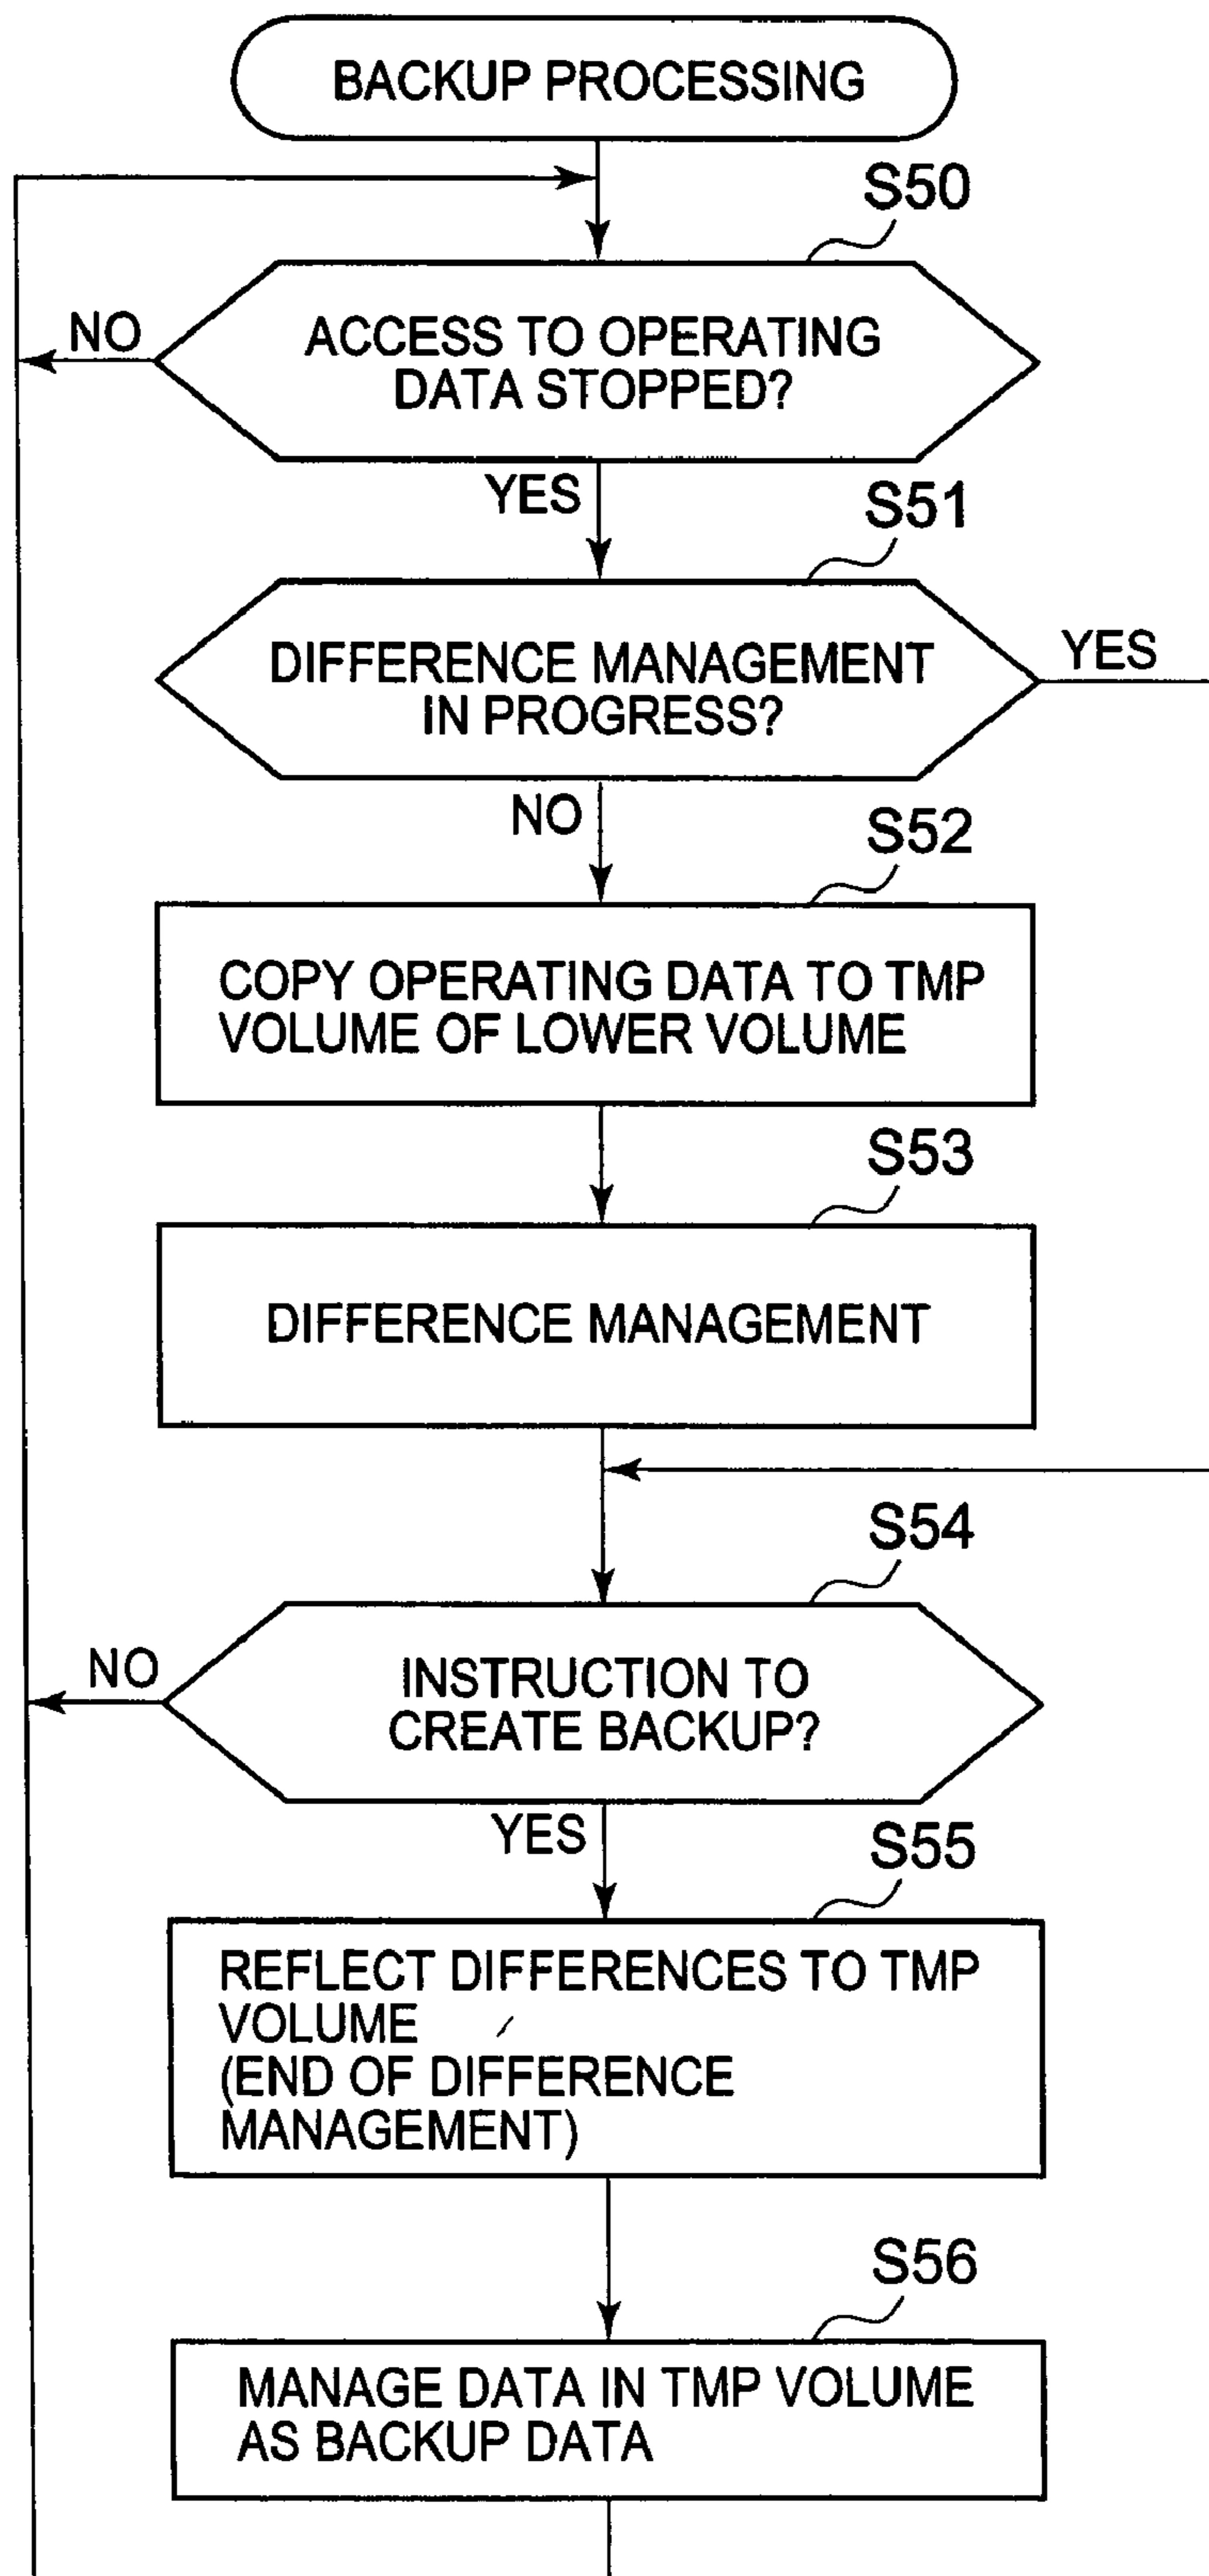 BACKUP PROCESSING
S50
NO
ACCESS TO OPERATING
DATA STOPPED?
YES
S51
DIFFERENCE MANAGEMENT
IN PROGRESS?
YES
NO
S52
COPY OPERATING DATA TO TMP
VOLUME OF LOWER VOLUME
S53
DIFFERENCE MANAGEMENT
S54
NO
INSTRUCTION TO
CREATE BACKUP?
YES
S55
REFLECT DIFFERENCES TO TMP
VOLUME
(END OF DIFFERENCE
MANAGEMENT)
S56
MANAGE DATA IN TMP VOLUME
AS BACKUP DATA